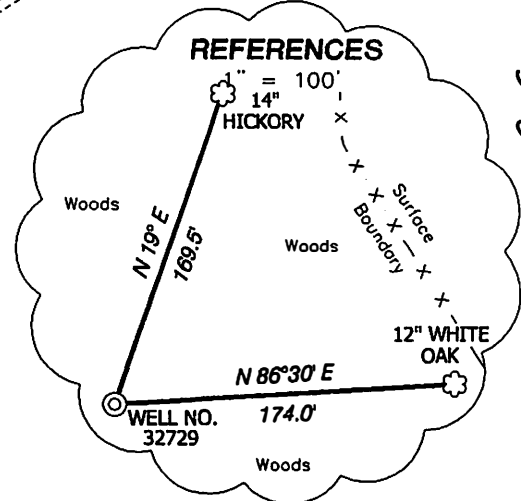 REFERENCES
1" = 100'
14"
HICKORY
Woods
N 19° E
169.5'
Woods
Surface
Boundary
12" WHITE
OAK
N 86°30' E
174.0'
WELL NO.
32729
Woods